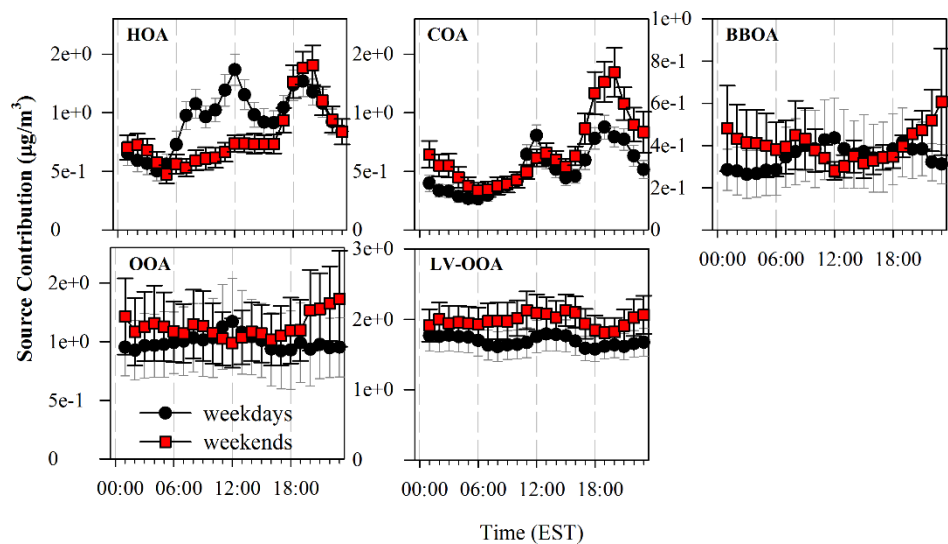 HOA
COA
BBOA
2e+0
1e+0
5e-1
0
2e+0
1e+0
5e-1
0
1e+0
8e-1
6e-1
4e-1
2e-1
0
00:00 06:00 12:00 18:00
OOA
LV-OOA
2e+0
1e+0
5e-1
0
3e+0
2e+0
1e+0
0
weekdays
weekends
00:00 06:00 12:00 18:00
00:00 06:00 12:00 18:00
Source Contribution (μg/m³)
Time (EST)